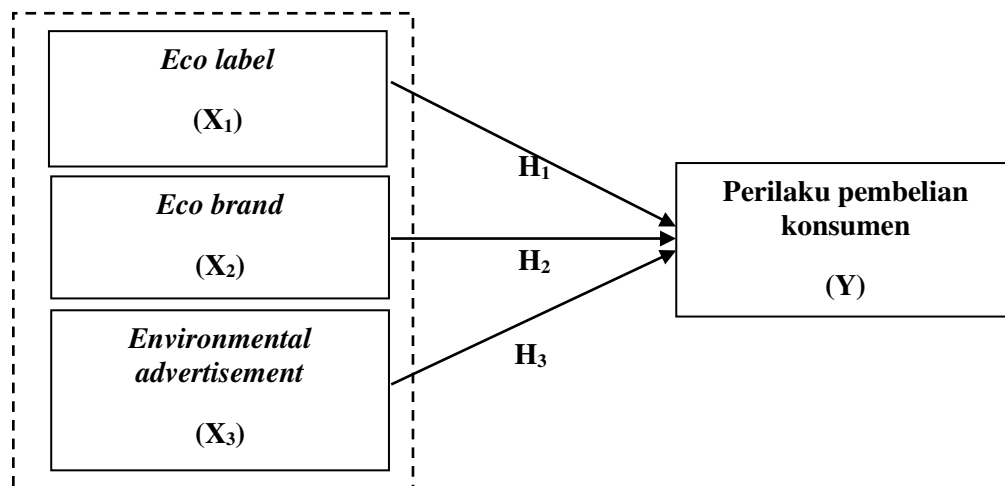 Eco label
(X₁)
H₁
Eco brand
(X₂)
H₂
Environmental
advertisement
(X₃)
H₃
Perilaku pembelian
konsumen
(Y)